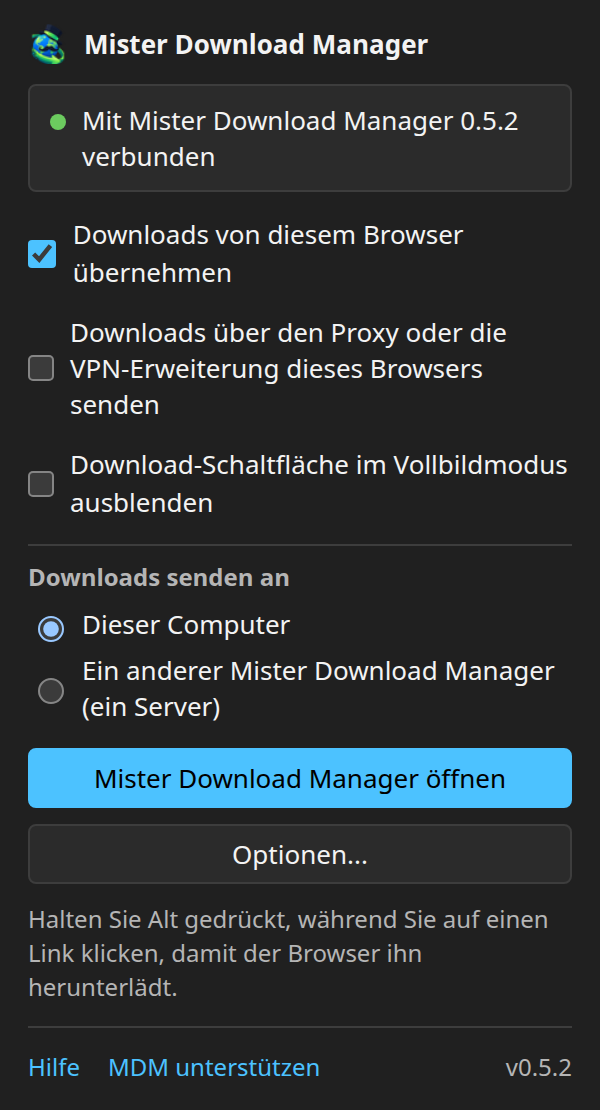 Mister Download Manager
Mit Mister Download Manager 0.5.2
verbunden
Downloads von diesem Browser
übernehmen
Downloads über den Proxy oder die
VPN-Erweiterung dieses Browsers
senden
Download-Schaltfläche im Vollbildmodus
ausblenden
Downloads senden an
Dieser Computer
Ein anderer Mister Download Manager
(ein Server)
Mister Download Manager öffnen
Optionen...
Halten Sie Alt gedrückt, während Sie auf einen
Link klicken, damit der Browser ihn
herunterlädt.
Hilfe MDM unterstützen v0.5.2